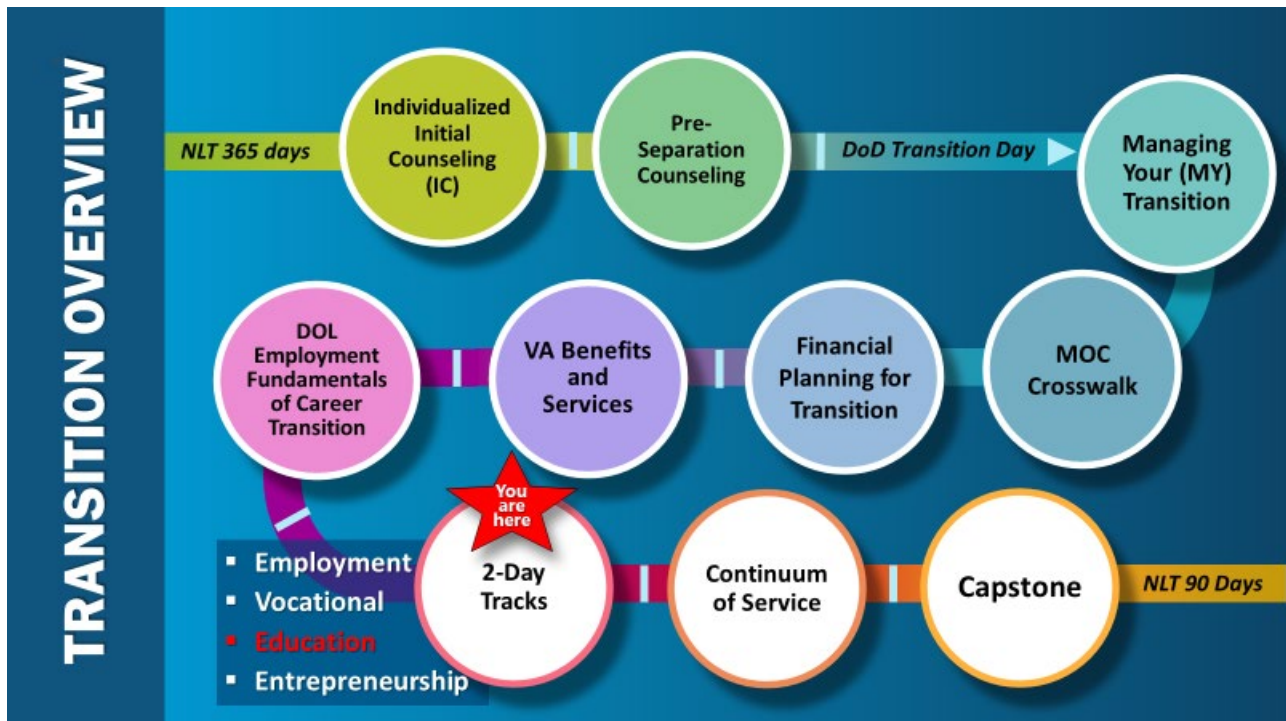 TRANSITION OVERVIEW
NLT 365 days
Individualized
Initial
Counseling
(IC)
Pre-
Separation
Counseling
DoD Transition Day
Managing
Your (MY)
Transition
MOC
Crosswalk
Financial
Planning for
Transition
VA Benefits
and
Services
DOL
Employment
Fundamentals
of Career
Transition
▪ Employment
▪ Vocational
▪ Education
▪ Entrepreneurship
You
are
here
2-Day
Tracks
Continuum
of Service
Capstone
NLT 90 Days